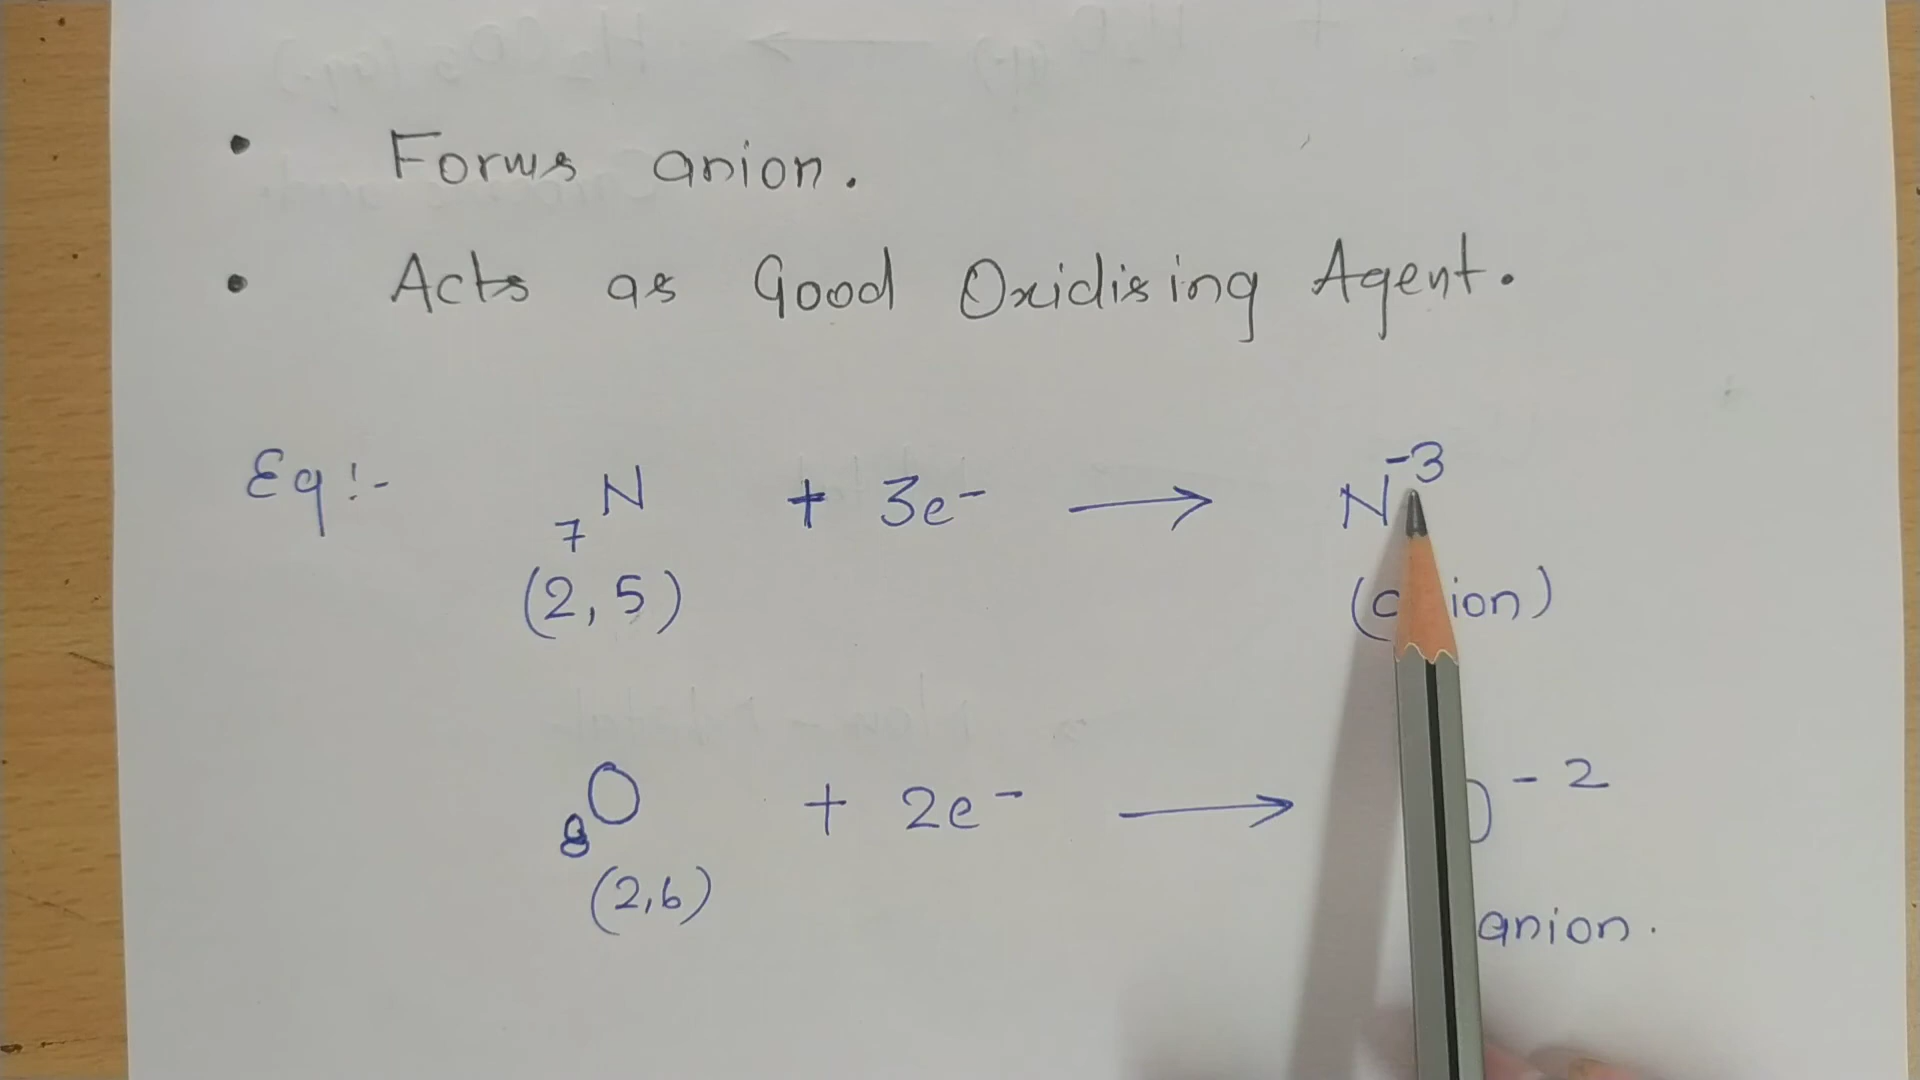 • Forms anion.
• Acts as Good Oxidising Agent.
Eg:- ₇N + 3e⁻ → N⁻³
(2, 5)
₈O + 2e⁻ → ⁻²
(2,6) anion.